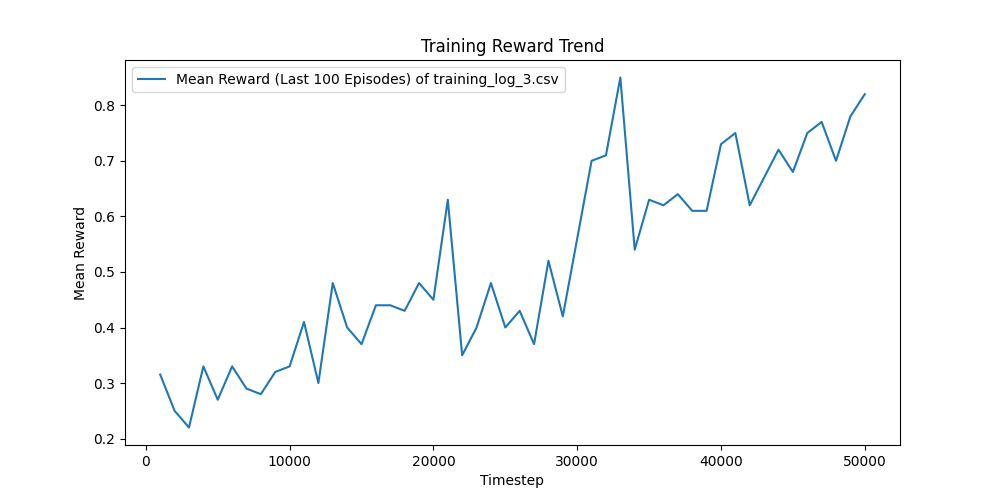 Training Reward Trend
Mean Reward (Last 100 Episodes) of training_log_3.csv
Mean Reward
0.8
0.7
0.6
0.5
0.4
0.3
0.2
0 10000 20000 30000 40000 50000
Timestep